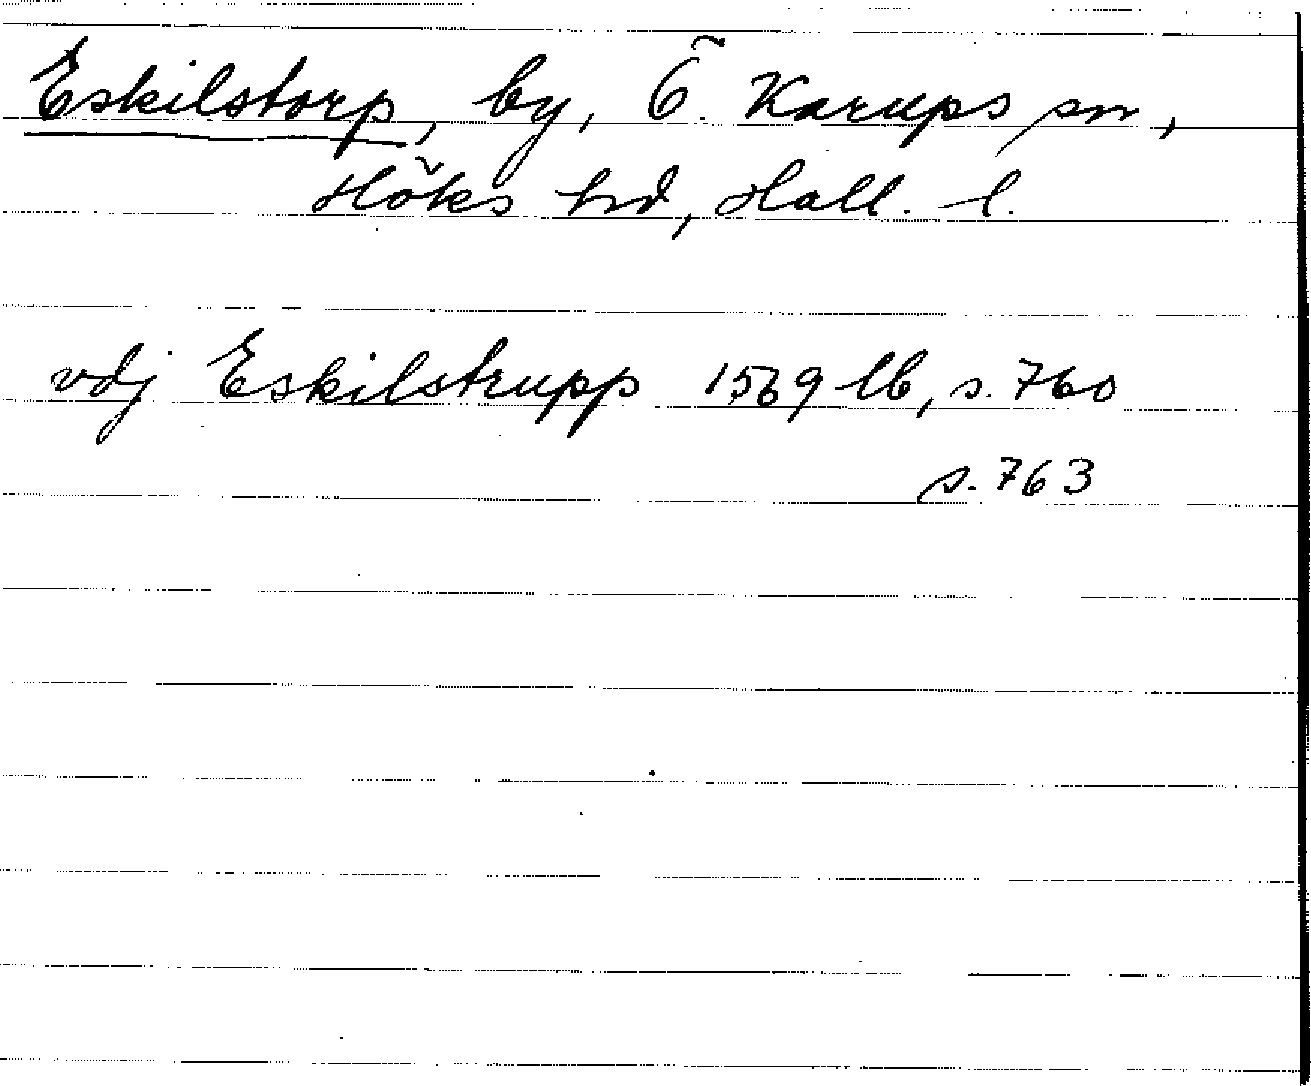 Eskilstorp, by, Ö. Karups sn,
Höks hd, Hall. l.
vdj Eskilstrupp 1569 lb, s. 760
s. 763